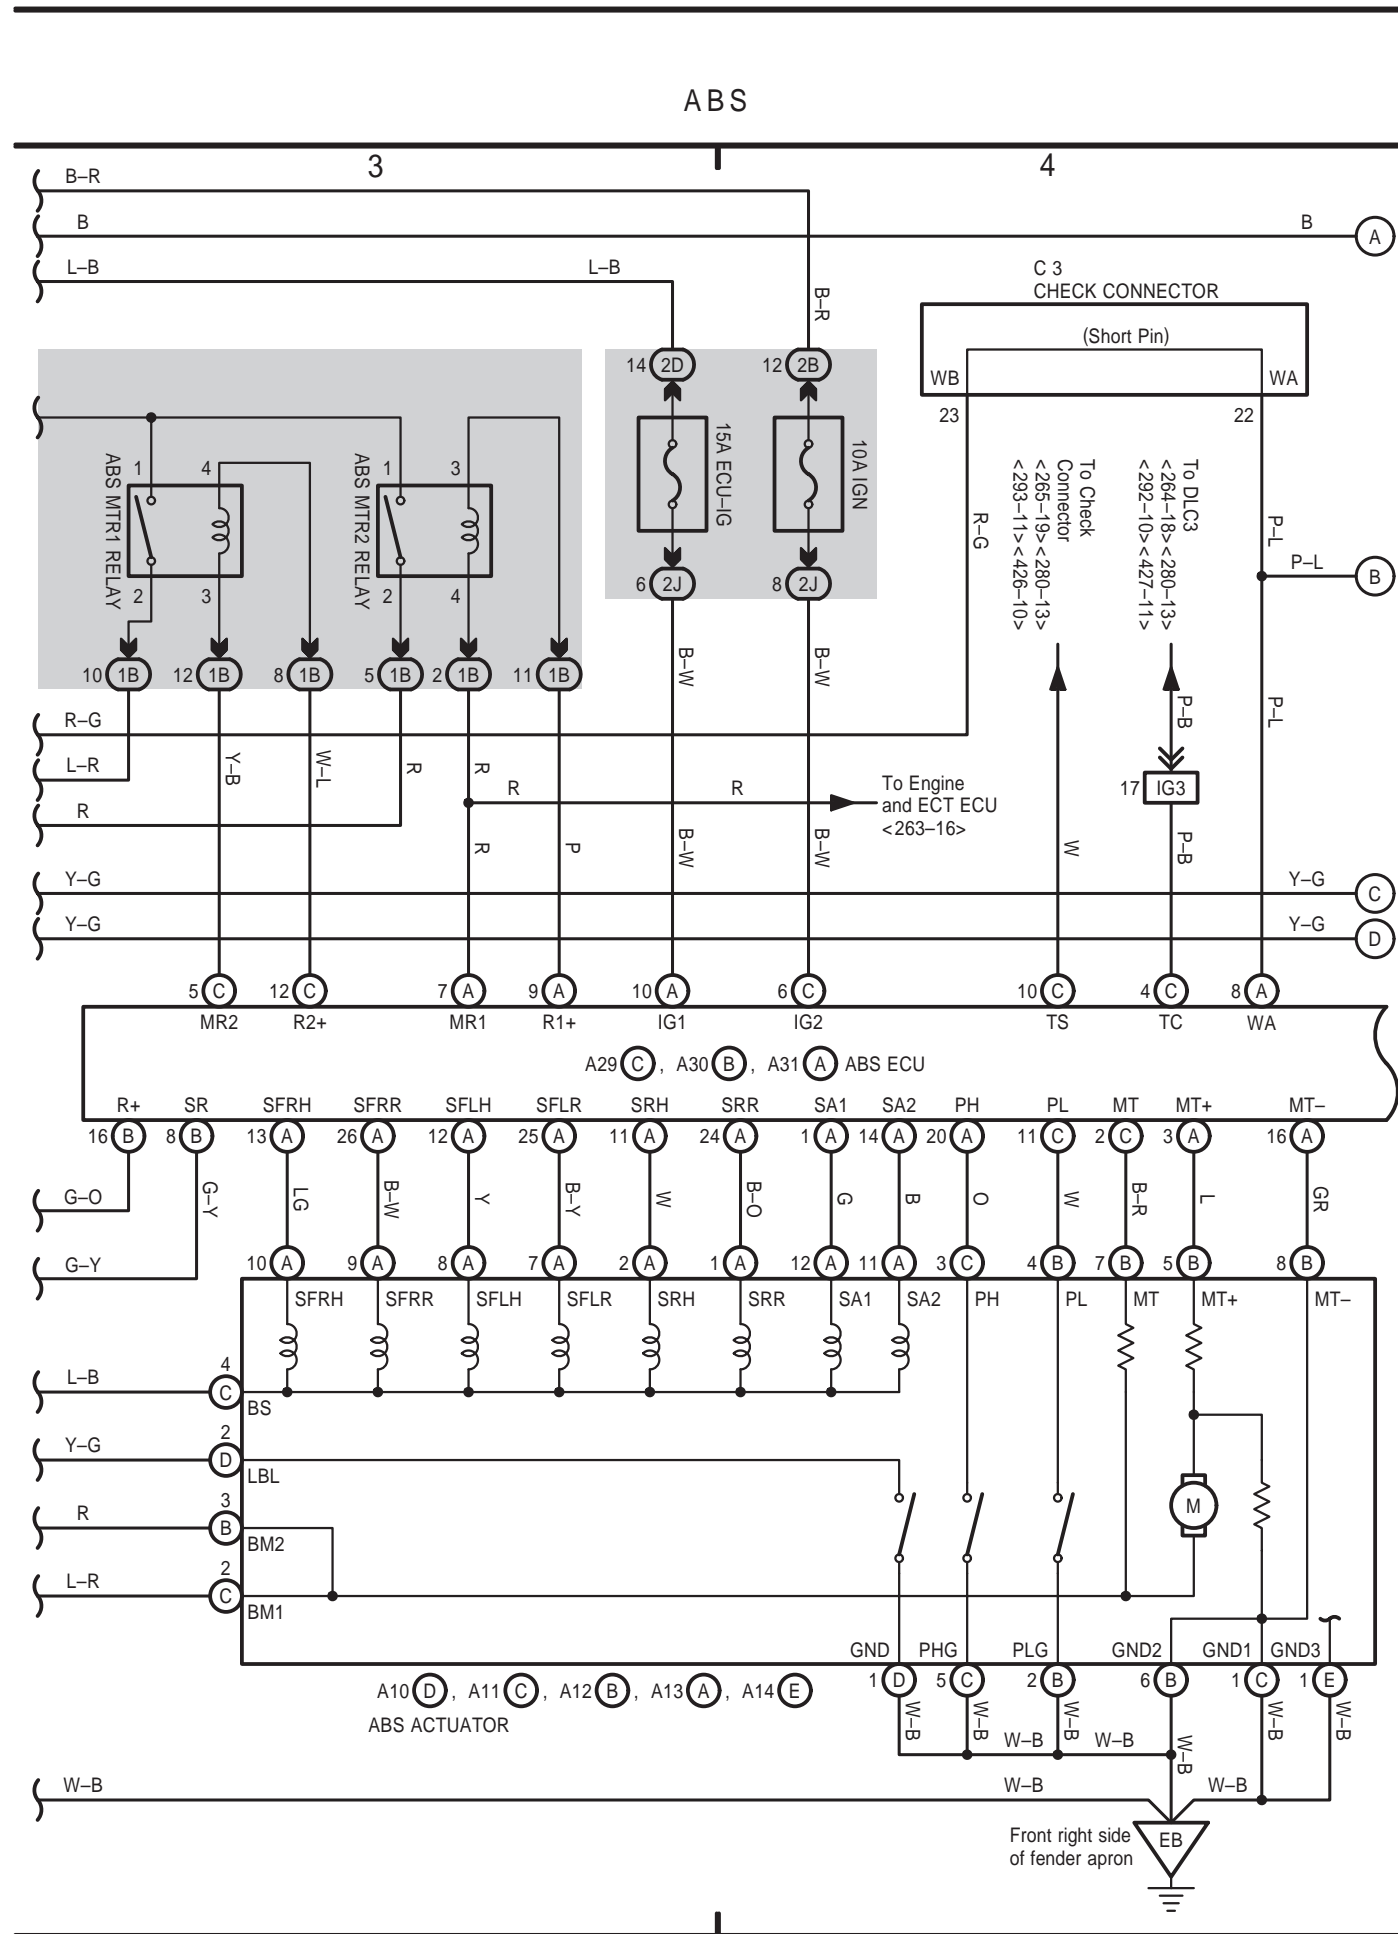 ABS
3 4
B–R
B B A
L–B L–B
C 3
CHECK CONNECTOR
B–R
(Short Pin)
14 2D 12 2B WB WA
23 22
15A ECU–IG
10A IGN
ABS MTR1 RELAY
1 4
2 3
ABS MTR2 RELAY
1 3
2 4
To Check
Connector
<265–19><280–13>
<293–11><426–10>
To DLC3
<264–18><280–13>
<292–10><427–11>
R–G
P–L
P–L B
6 2J 8 2J
10 1B 12 1B 8 1B 5 1B 2 1B 11 1B
B–W B–W
P–B P–L
R–G
L–R
Y–B W–L R R
17 IG3
R R
To Engine
and ECT ECU
<263–16>
R
R P B–W B–W W P–B
Y–G Y–G C
Y–G Y–G D
5 C 12 C 7 A 9 A 10 A 6 C 10 C 4 C 8 A
MR2 R2+ MR1 R1+ IG1 IG2 TS TC WA
A29 C , A30 B , A31 A ABS ECU
R+ SR SFRH SFRR SFLH SFLR SRH SRR SA1 SA2 PH PL MT MT+ MT–
16 B 8 B 13 A 26 A 12 A 25 A 11 A 24 A 1 A 14 A 20 A 11 C 2 C 3 A 16 A
G–O G–Y LG B–W Y B–Y W B–O G B O W B–R L GR
G–Y
10 A 9 A 8 A 7 A 2 A 1 A 12 A 11 A 3 C 4 B 7 B 5 B 8 B
SFRH SFRR SFLH SFLR SRH SRR SA1 SA2 PH PL MT MT+ MT–
L–B 4 C BS
Y–G 2 D LBL
R 3 B BM2
M
L–R 2 C BM1
GND PHG PLG GND2 GND1 GND3
1 D 5 C 2 B 6 B 1 C 1 E
A10 D , A11 C , A12 B , A13 A , A14 E
ABS ACTUATOR
W–B W–B W–B W–B W–B W–B
W–B W–B
W–B W–B W–B
Front right side
of fender apron
EB